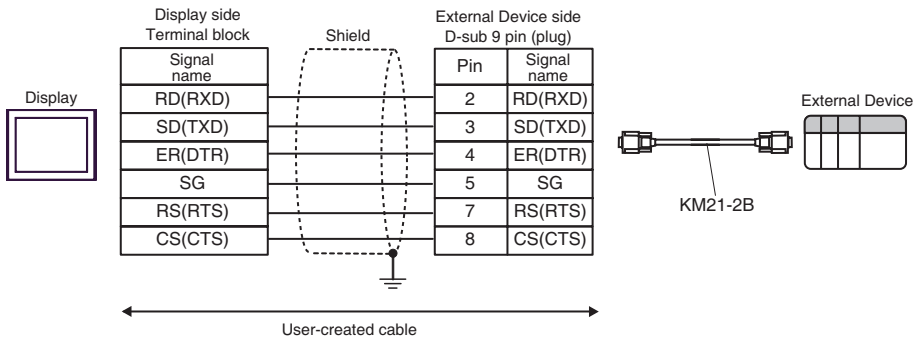 Display side
Terminal block
Shield
External Device side
D-sub 9 pin (plug)
Signal name
Pin
Signal name
RD(RXD) 2 RD(RXD)
SD(TXD) 3 SD(TXD)
ER(DTR) 4 ER(DTR)
SG 5 SG
RS(RTS) 7 RS(RTS)
CS(CTS) 8 CS(CTS)
Display
External Device
KM21-2B
User-created cable